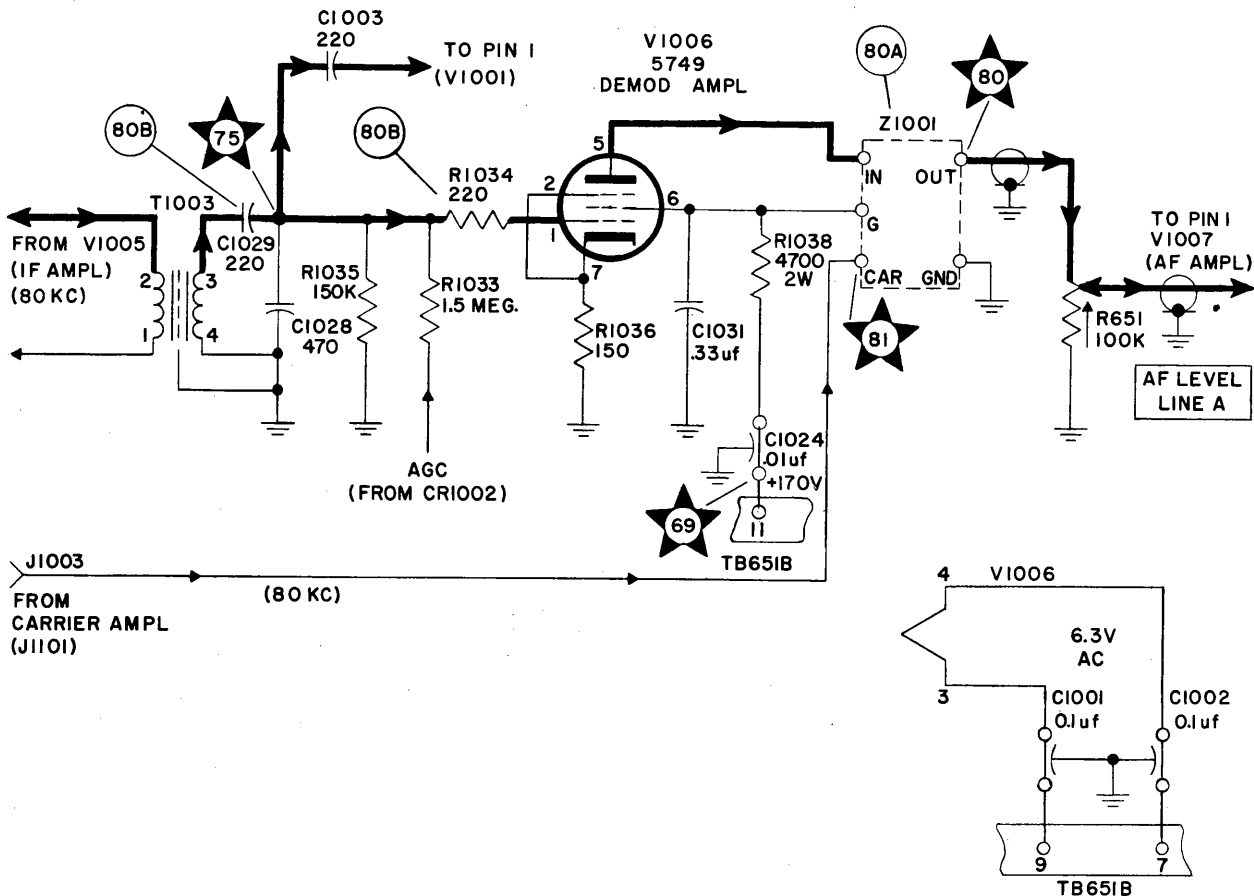 C1003
220
TO PIN 1
(V1001)
V1006
5749
DEMOD AMPL
80A
80
Z1001
80B
75
80B
R1034
220
5
2
1
6
7
IN
OUT
G
CAR
GND
T1003
C1029
220
FROM V1005
(IF AMPL)
(80 KC)
2
3
1
4
R1035
150K
C1028
470
R1033
1.5 MEG.
R1036
150
C1031
.33uf
R1038
4700
2W
81
TO PIN 1
V1007
(AF AMPL)
R651
100K
AF LEVEL
LINE A
AGC
(FROM CR1002)
C1024
.01uf
+170V
69
11
TB651B
J1003
(80 KC)
FROM
CARRIER AMPL
(J1101)
4
V1006
6.3V
AC
3
C1001
0.1uf
C1002
0.1uf
9
7
TB651B